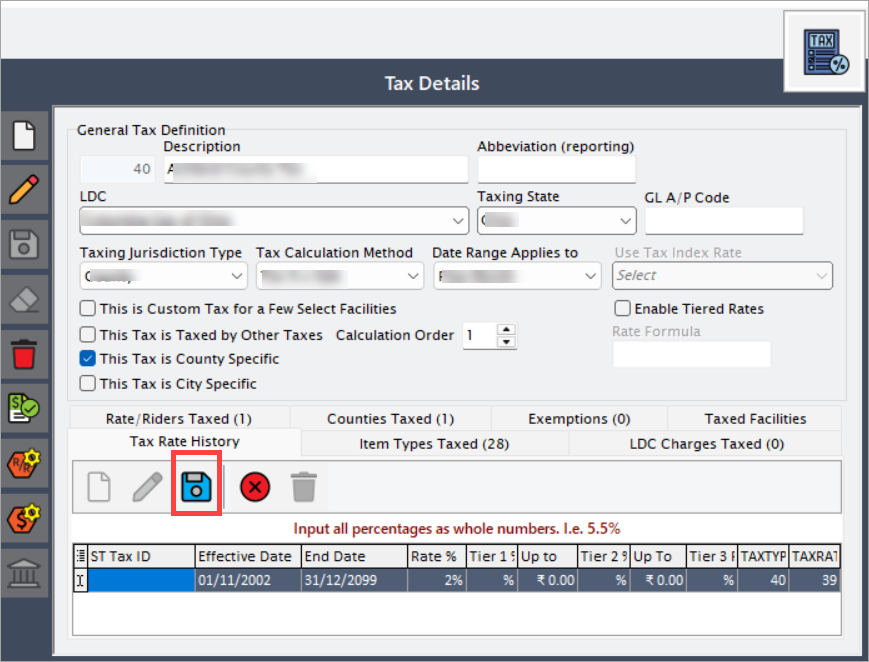 TAX
%
Tax Details
General Tax Definition
Description
Abbeviation (reporting)
40
LDC
Taxing State
GL A/P Code
Taxing Jurisdiction Type
Tax Calculation Method
Date Range Applies to
Use Tax Index Rate
Select
This is Custom Tax for a Few Select Facilities
Enable Tiered Rates
This Tax is Taxed by Other Taxes
Calculation Order
1
Rate Formula
This Tax is County Specific
This Tax is City Specific
Rate/Riders Taxed (1)
Counties Taxed (1)
Exemptions (0)
Taxed Facilities
Tax Rate History
Item Types Taxed (28)
LDC Charges Taxed (0)
R/R
$
Input all percentages as whole numbers. I.e. 5.5%
ST Tax ID
Effective Date
End Date
Rate %
Tier 1 %
Up to
Tier 2 %
Up To
Tier 3
TAXTYP
TAXRAT
01/11/2002
31/12/2099
2%
%
₹ 0.00
%
₹ 0.00
%
40
39